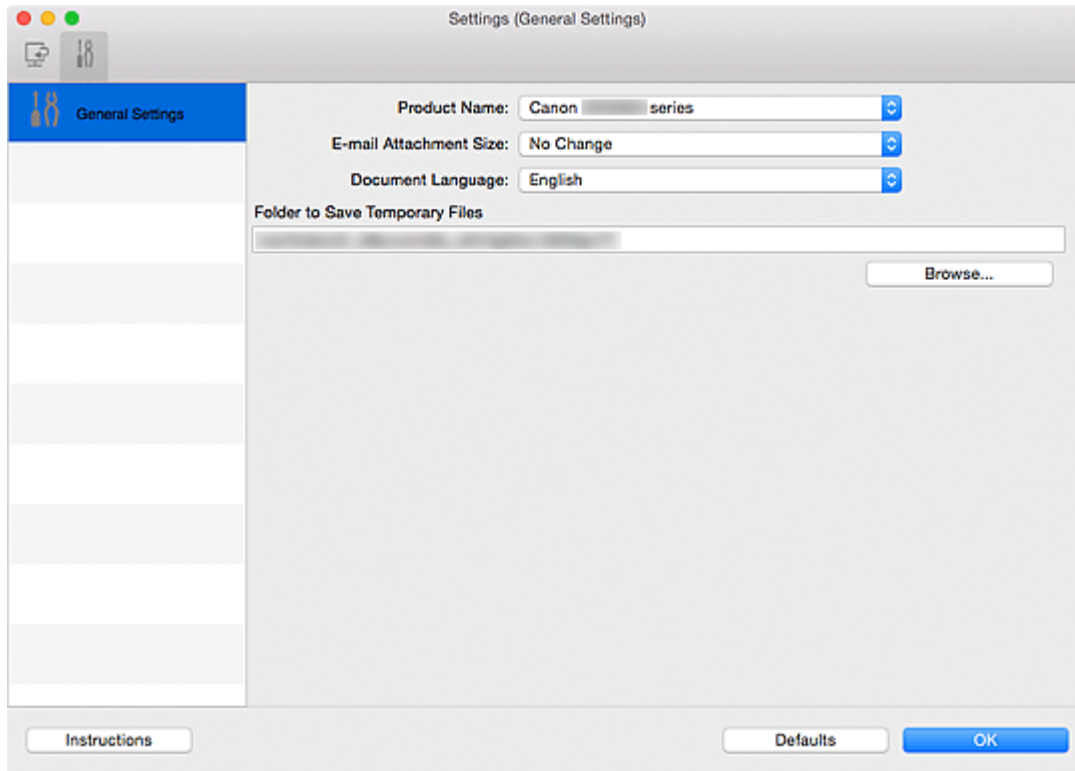 Settings (General Settings)
General Settings
Product Name: Canon series
E-mail Attachment Size: No Change
Document Language: English
Folder to Save Temporary Files
Browse...
Instructions Defaults OK